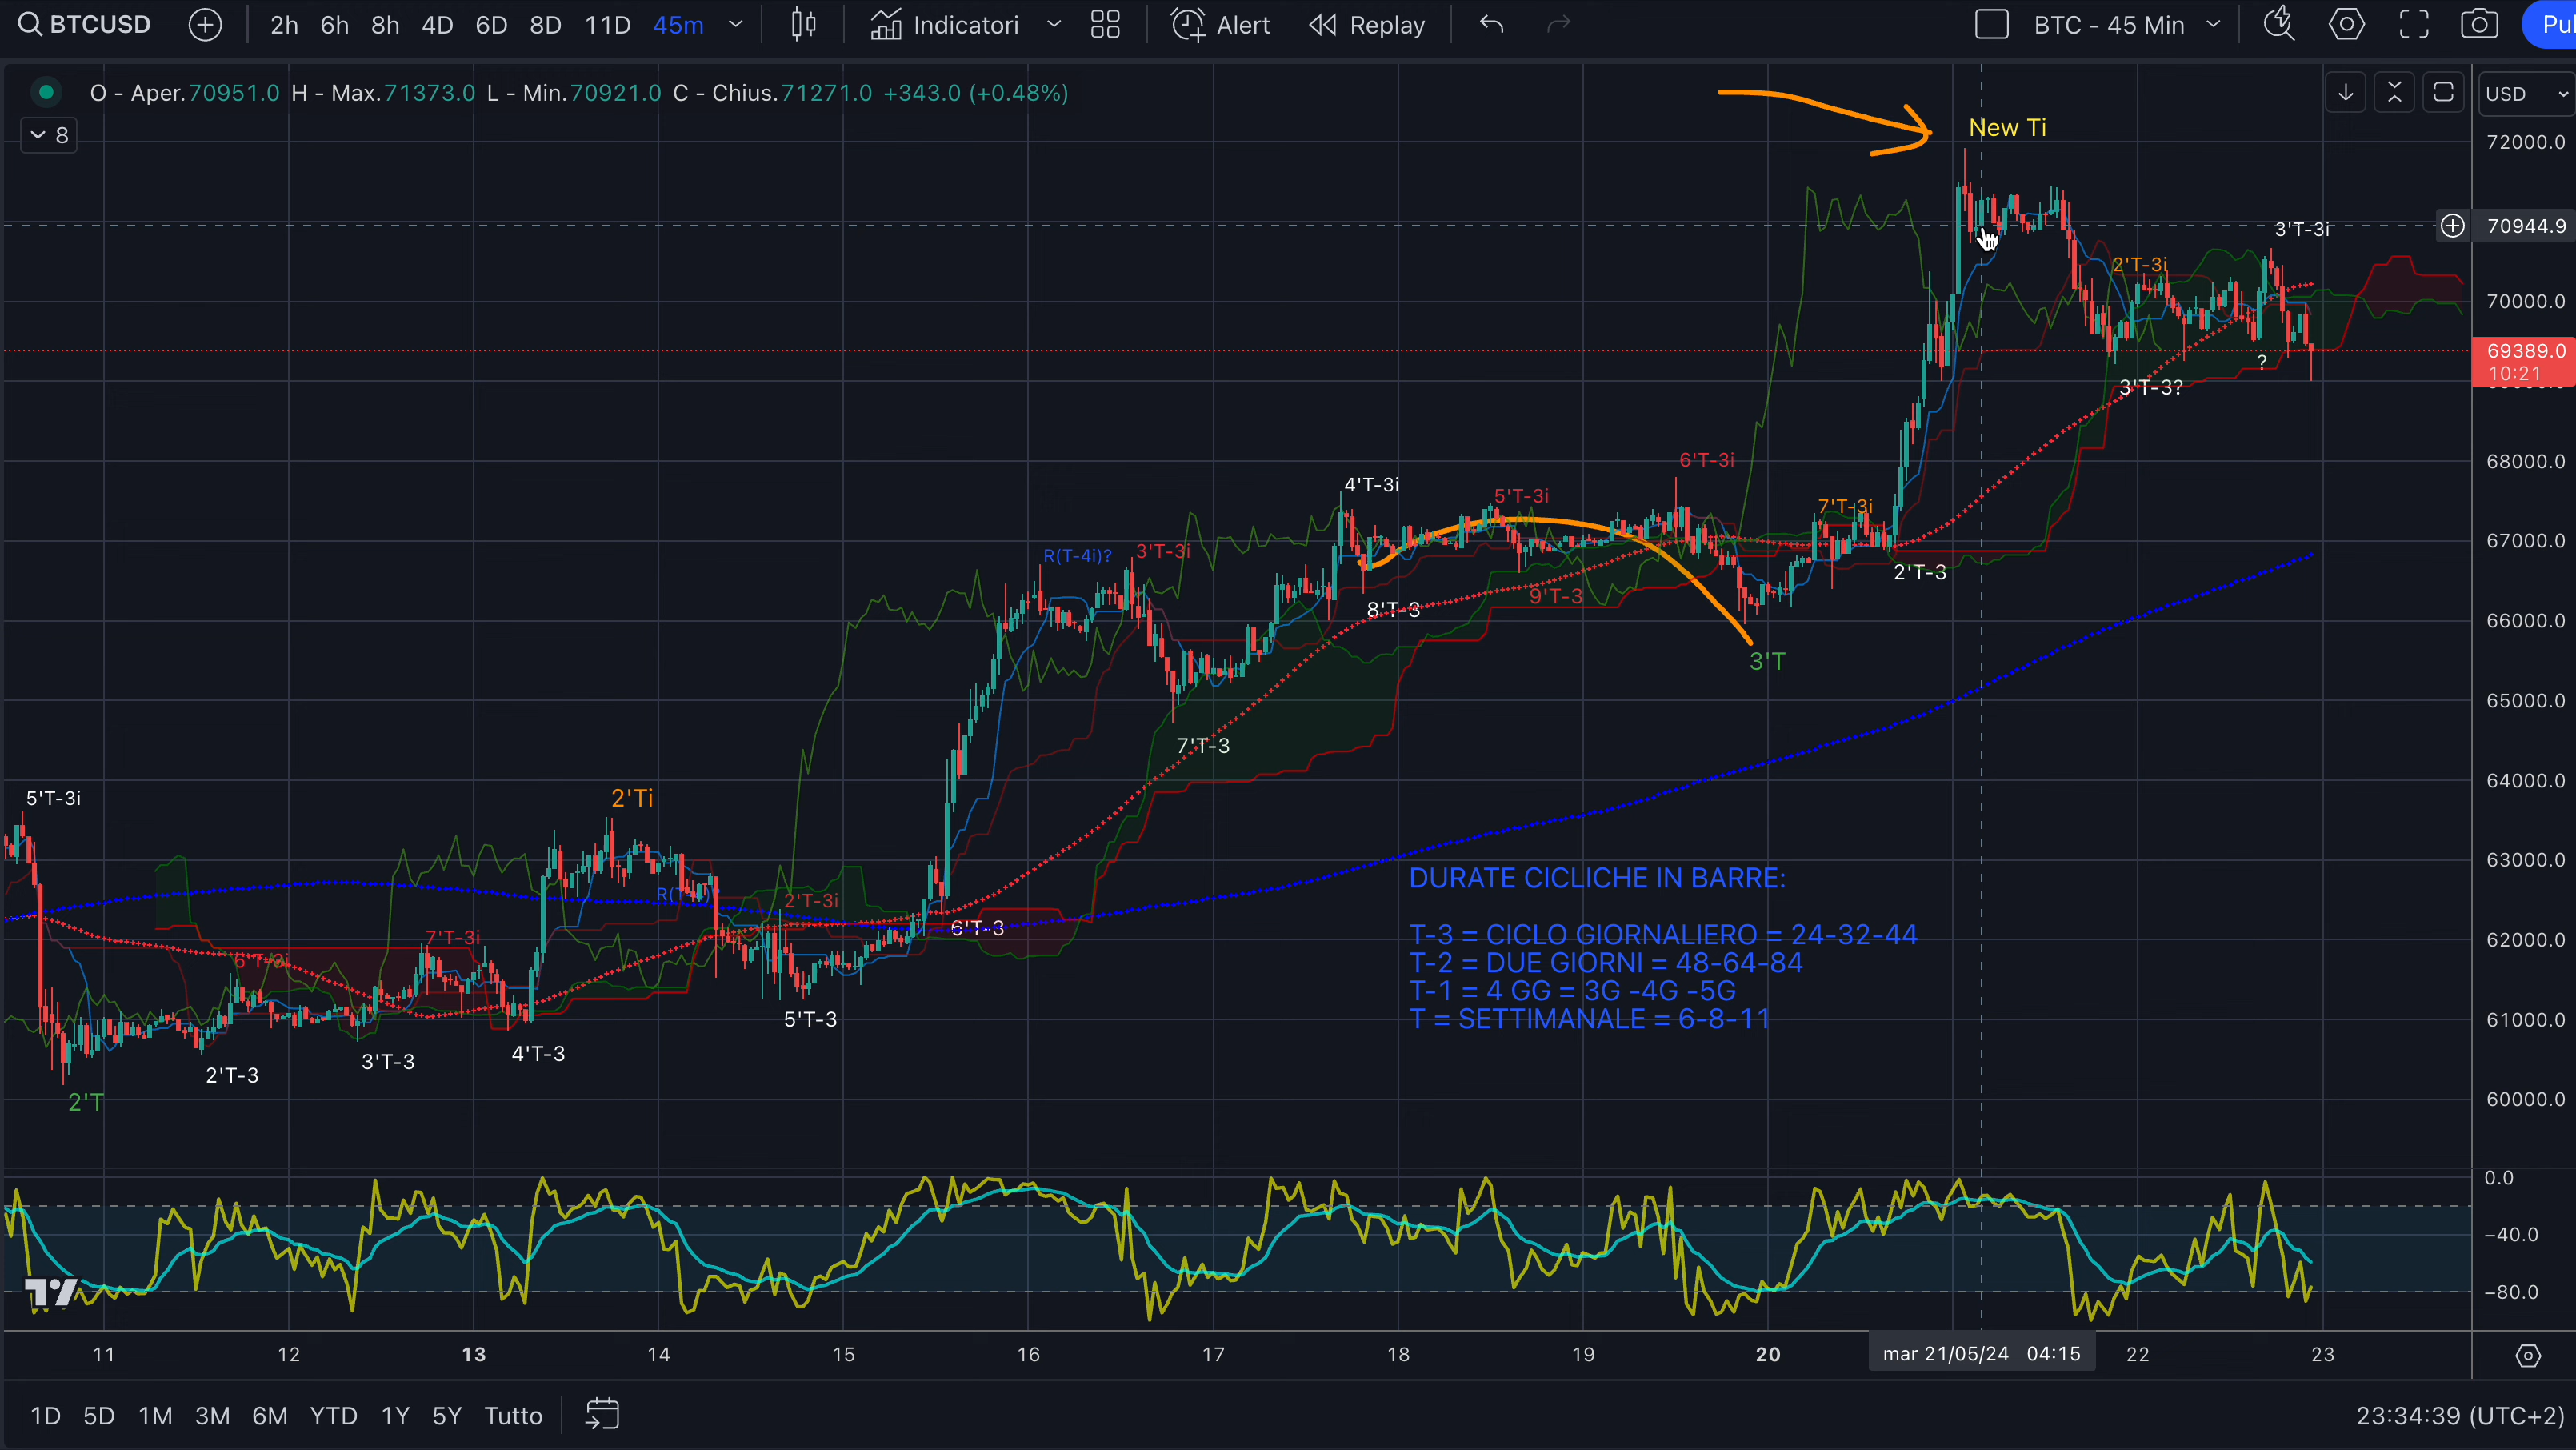 BTCUSD 2h 6h 8h 4D 6D 8D 11D 45m Indicatori Alert Replay BTC - 45 Min Pul
O - Aper.70951.0 H - Max.71373.0 L - Min.70921.0 C - Chius.71271.0 +343.0 (+0.48%)
USD
8
New Ti
72000.0
70944.9
3'T-3i
2'T-3i
70000.0
69389.0
10:21
?
3'T-3?
68000.0
6'T-3i
4'T-3i
5'T-3i
7'T-3i
67000.0
R(T-4i)?
3'T-3i
2'T-3
9'T-3
8'T-3
66000.0
3'T
65000.0
7'T-3
64000.0
5'T-3i
2'Ti
63000.0
DURATE CICLICHE IN BARRE:
2'T-3i
6'T-3
7'T-3i
62000.0
T-3 = CICLO GIORNALIERO = 24-32-44
6'T-3i
T-2 = DUE GIORNI = 48-64-84
T-1 = 4 GG = 3G -4G -5G
T = SETTIMANALE = 6-8-11
61000.0
5'T-3
4'T-3
3'T-3
2'T-3
2'T
60000.0
0.0
-40.0
-80.0
11 12 13 14 15 16 17 18 19 20 mar 21/05/24 04:15 22 23
1D 5D 1M 3M 6M YTD 1Y 5Y Tutto 23:34:39 (UTC+2)